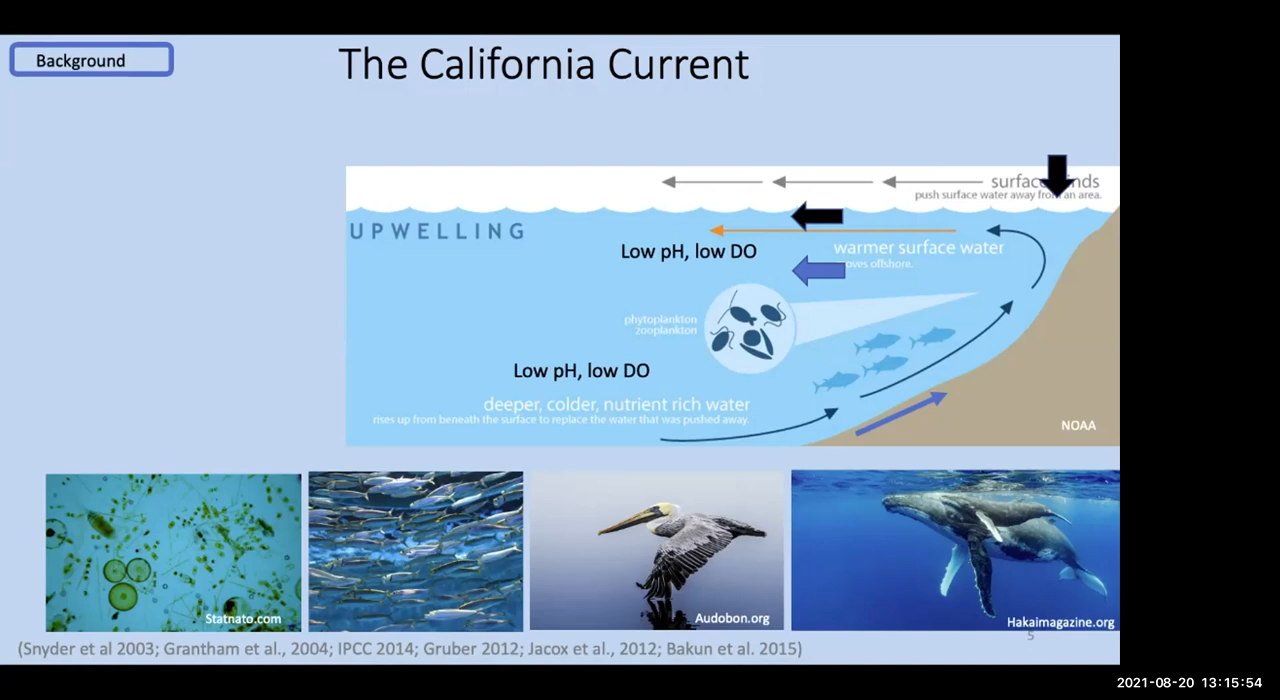 Background
The California Current
surface winds
push surface water away from an area.
UPWELLING
Low pH, low DO
warmer surface water
moves offshore.
phytoplankton
zooplankton
Low pH, low DO
deeper, colder, nutrient rich water
rises up from beneath the surface to replace the water that was pushed away.
NOAA
Statnato.com
Audobon.org
Hakaimagazine.org
5
(Snyder et al 2003; Grantham et al., 2004; IPCC 2014; Gruber 2012; Jacox et al., 2012; Bakun et al. 2015)
2021-08-20 13:15:54